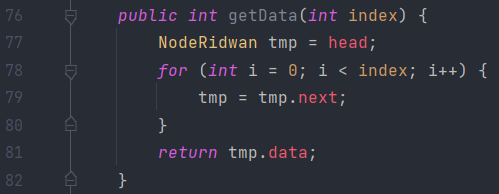 76 public int getData(int index) {
77 NodeRidwan tmp = head;
78 for (int i = 0; i < index; i++) {
79 tmp = tmp.next;
80 }
81 return tmp.data;
82 }